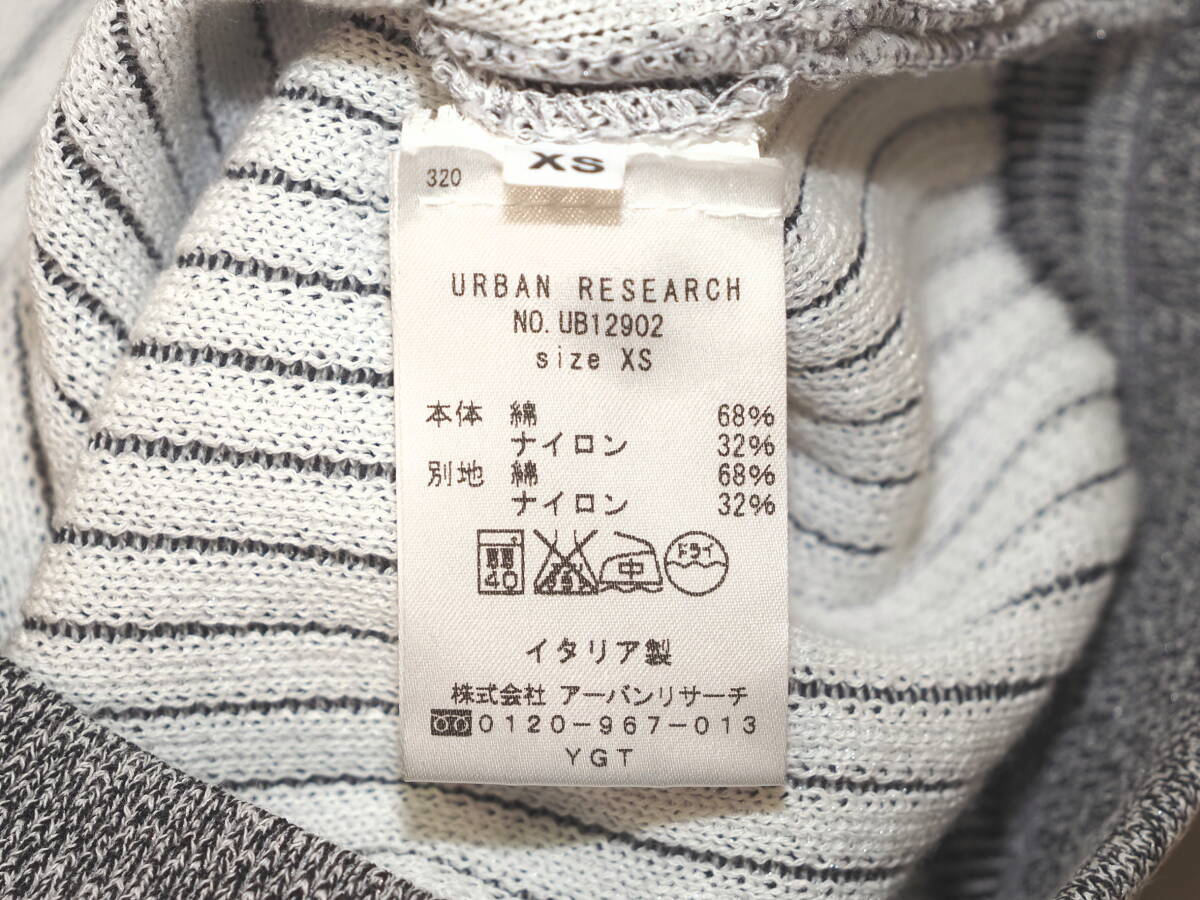 XS
320
URBAN RESEARCH
NO. UB12902
size XS
本体 綿 68%
ナイロン 32%
別地 綿 68%
ナイロン 32%
40 中 ドライ
イタリア製
株式会社 アーバンリサーチ
0120-967-013
YGT